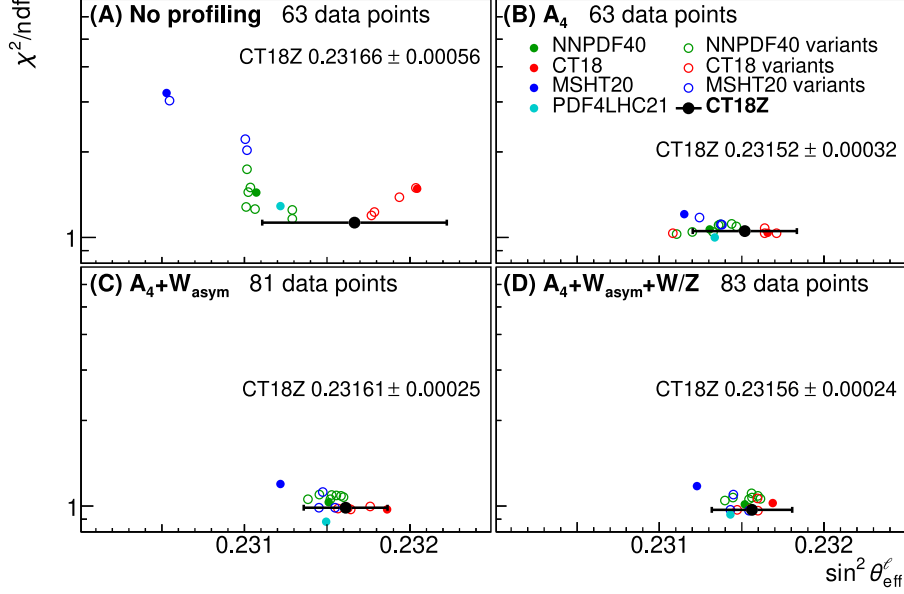 χ²/ndf
(A) No profiling 63 data points
CT18Z 0.23166 ± 0.00056
1
(B) A₄ 63 data points
NNPDF40
NNPDF40 variants
CT18
CT18 variants
MSHT20
MSHT20 variants
PDF4LHC21
CT18Z
CT18Z 0.23152 ± 0.00032
(C) A₄+W_asym 81 data points
CT18Z 0.23161 ± 0.00025
1
0.231
0.232
(D) A₄+W_asym+W/Z 83 data points
CT18Z 0.23156 ± 0.00024
0.231
0.232
sin² θ^ℓ_eff